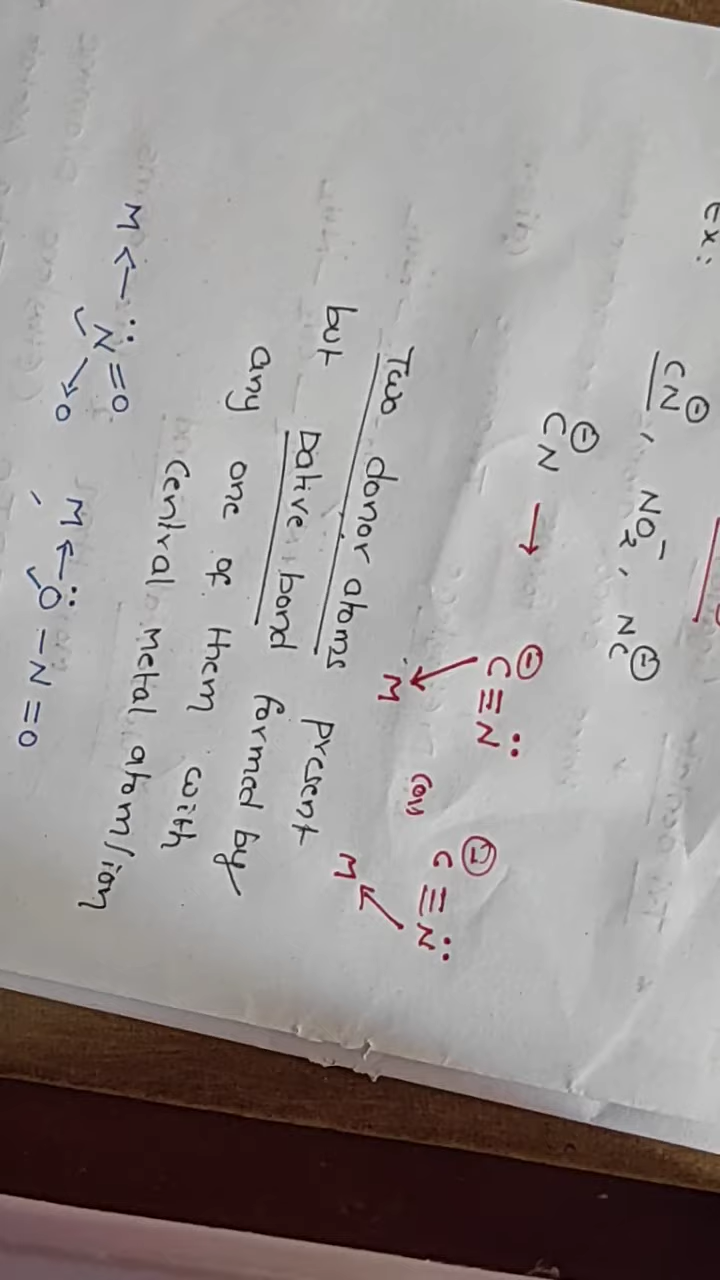 Ex:
CN⊖, NO₂⁻, NC⊖
CN⊖ → ⊖C≡N̈ M (or) ⊖C≡N̈ M
Two donor atoms present
but Dative bond formed by
any one of them with
Central Metal atom/ion
M ← N̈ = O → O , M ← Ö - N = O